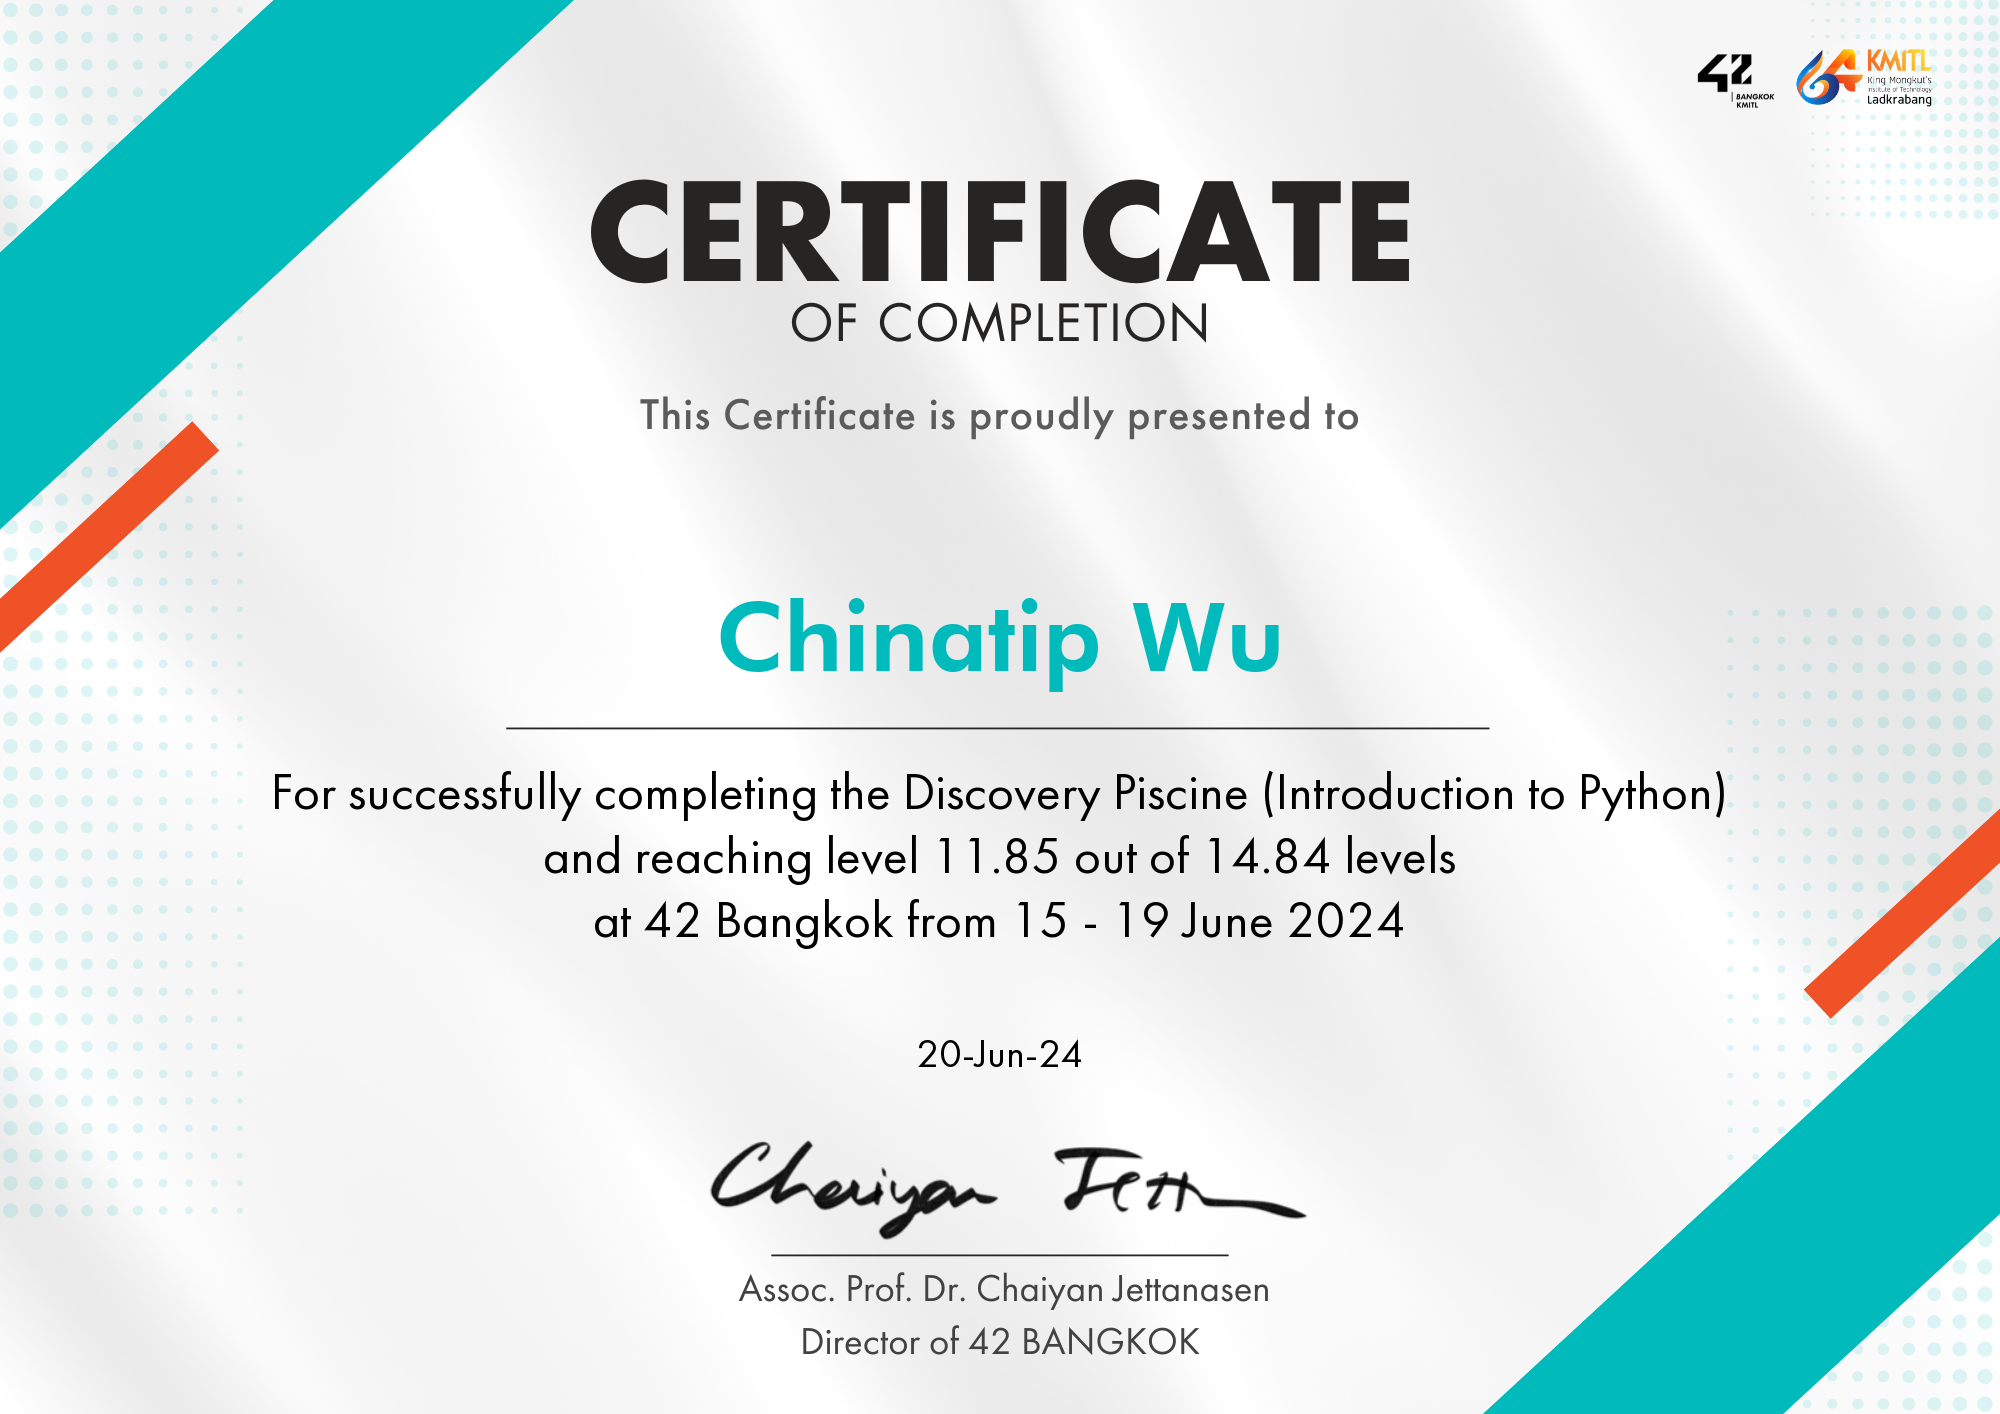 42
BANGKOK
KMITL
64
KMITL
King Mongkut's
Institute of Technology
Ladkrabang
CERTIFICATE
OF COMPLETION
This Certificate is proudly presented to
Chinatip Wu
For successfully completing the Discovery Piscine (Introduction to Python)
and reaching level 11.85 out of 14.84 levels
at 42 Bangkok from 15 - 19 June 2024
20-Jun-24
Chaiyan Jett
Assoc. Prof. Dr. Chaiyan Jettanasen
Director of 42 BANGKOK